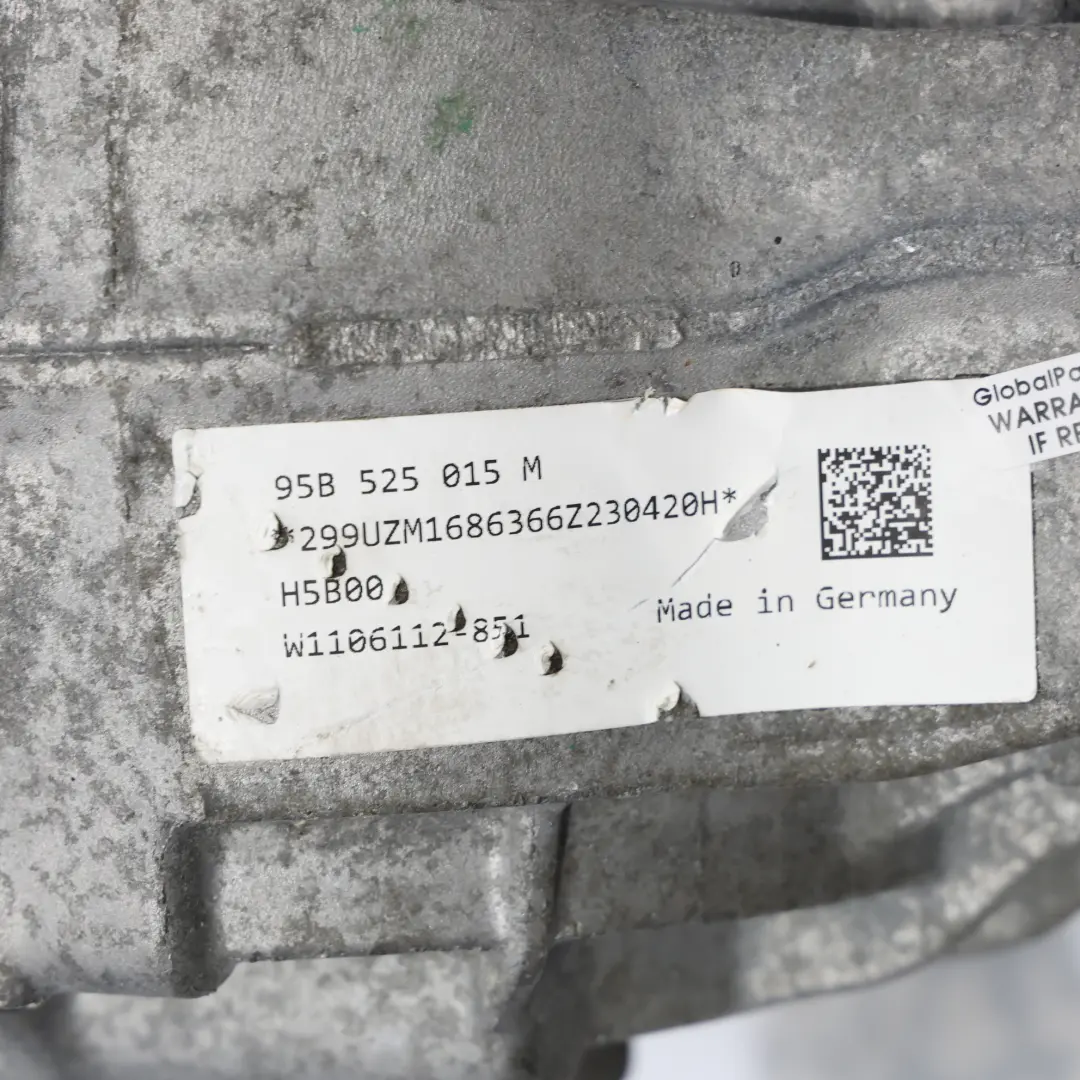 95B 525 015 M
*299UZM1686366Z230420H*
H5B00
W1106112-851
Made in Germany
GlobalPa
WARRA
IF RE